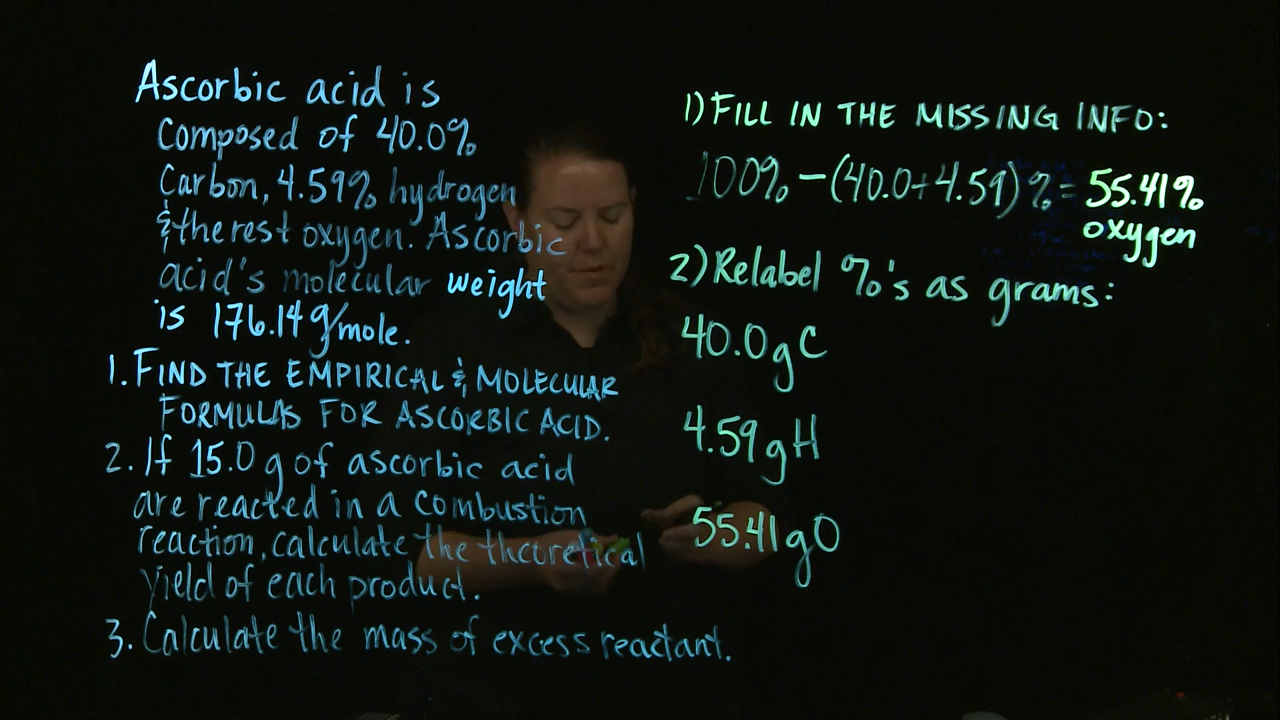 Ascorbic acid is
Composed of 40.0%
Carbon, 4.59% hydrogen
& the rest oxygen. Ascorbic
acid's molecular weight
is 176.14 g/mole.
1. FIND THE EMPIRICAL & MOLECULAR
FORMULAS FOR ASCORBIC ACID.
2. If 15.0 g of ascorbic acid
are reacted in a combustion
reaction, calculate the theoretical
yield of each product.
3. Calculate the mass of excess reactant.
1) FILL IN THE MISSING INFO:
100% - (40.0+4.59)% = 55.41%
oxygen
2) Relabel %'s as grams:
40.0g C
4.59g H
55.41 g O